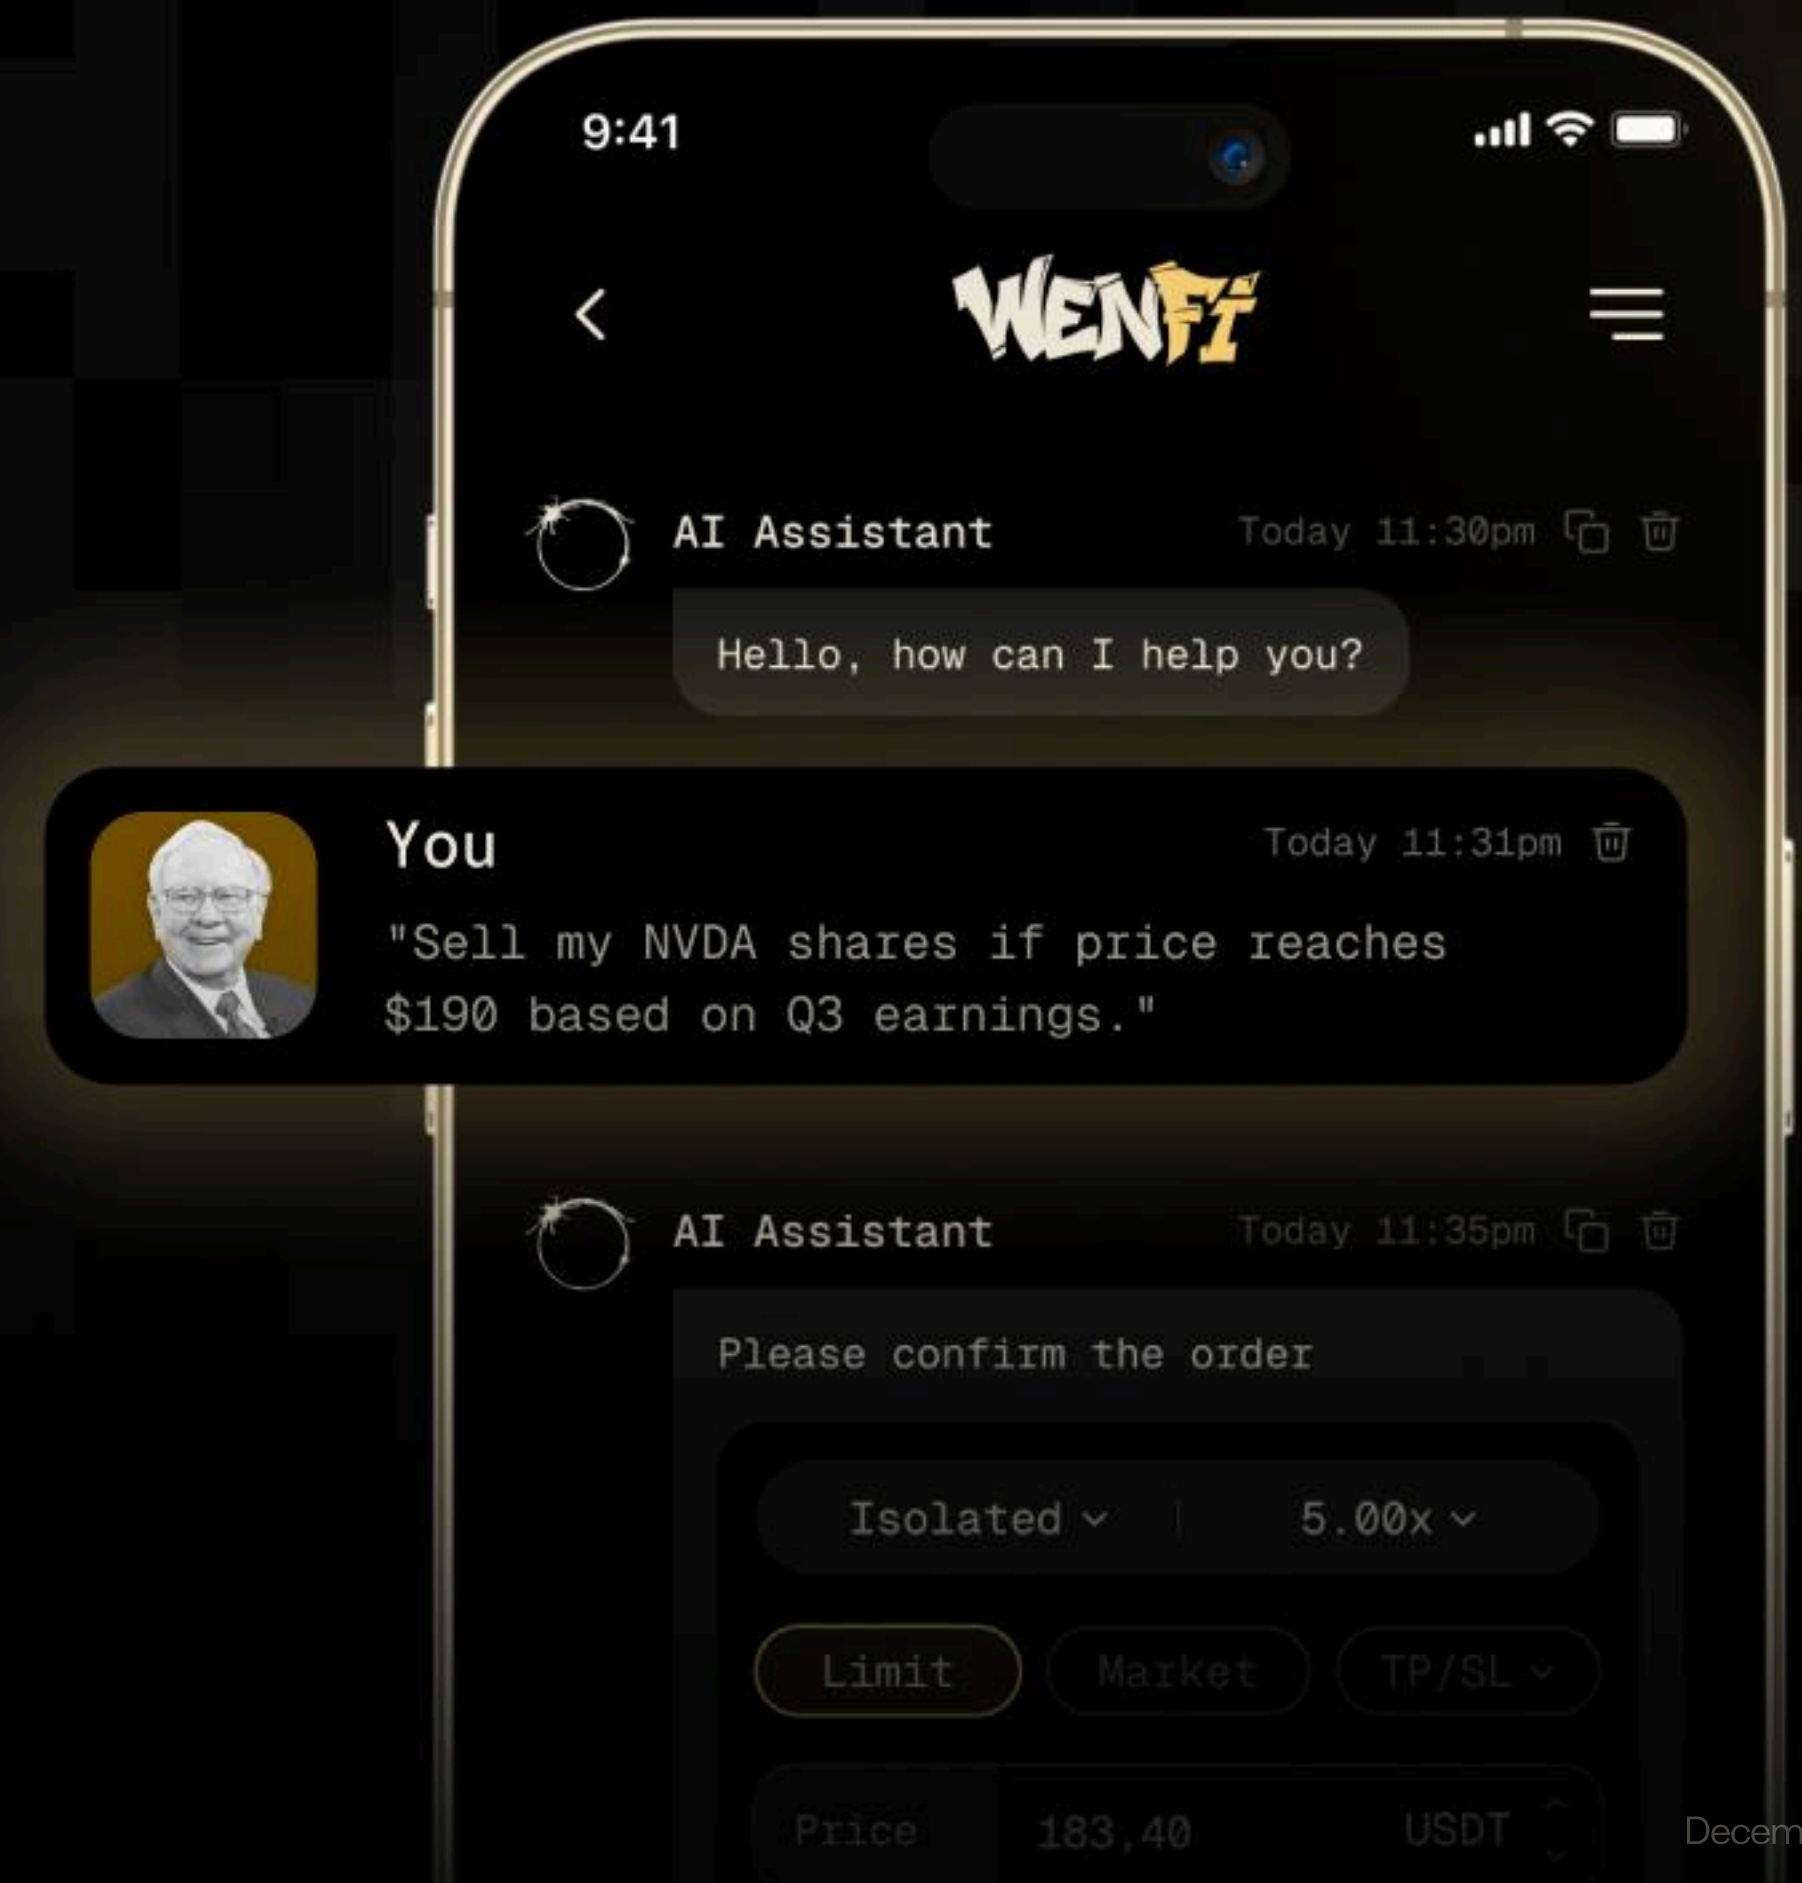 9:41
WENFI
AI Assistant
Today 11:30pm
Hello, how can I help you?
You
Today 11:31pm
"Sell my NVDA shares if price reaches
$190 based on Q3 earnings."
AI Assistant
Today 11:35pm
Please confirm the order
Isolated
5.00x
Limit
Market
TP/SL
Price
183,40
USDT
Decem